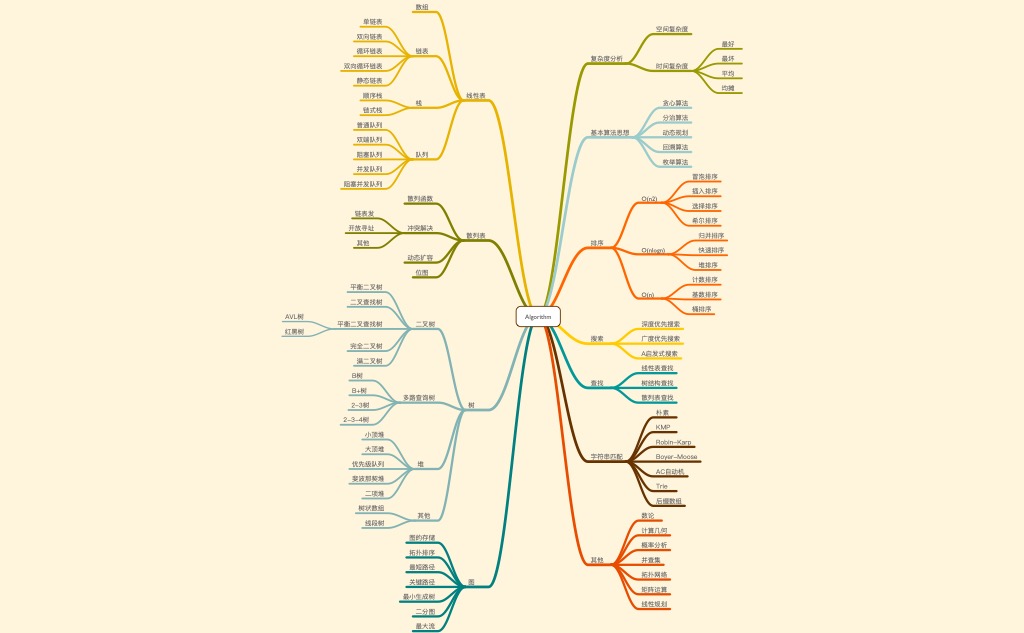 Algorithm
线性表
数组
链表
单链表
双向链表
循环链表
双向循环链表
静态链表
栈
顺序栈
链式栈
队列
普通队列
双端队列
阻塞队列
并发队列
阻塞并发队列
散列表
散列函数
冲突解决
链表发
开放寻址
其他
动态扩容
位图
树
二叉树
平衡二叉树
二叉查找树
平衡二叉查找树
AVL树
红黑树
完全二叉树
满二叉树
多路查询树
B树
B+树
2-3树
2-3-4树
堆
小顶堆
大顶堆
优先级队列
斐波那契堆
二项堆
其他
树状数组
线段树
图
图的存储
拓扑排序
最短路径
关键路径
最小生成树
二分图
最大流
复杂度分析
空间复杂度
时间复杂度
最好
最坏
平均
均摊
基本算法思想
贪心算法
分治算法
动态规划
回溯算法
枚举算法
排序
O(n2)
冒泡排序
插入排序
选择排序
希尔排序
O(nlogn)
归并排序
快速排序
堆排序
O(n)
计数排序
基数排序
桶排序
搜索
深度优先搜索
广度优先搜索
A启发式搜索
查找
线性表查找
树结构查找
散列表查找
字符串匹配
朴素
KMP
Robin-Karp
Boyer-Moose
AC自动机
Trie
后缀数组
其他
数论
计算几何
概率分析
并查集
拓扑网络
矩阵运算
线性规划